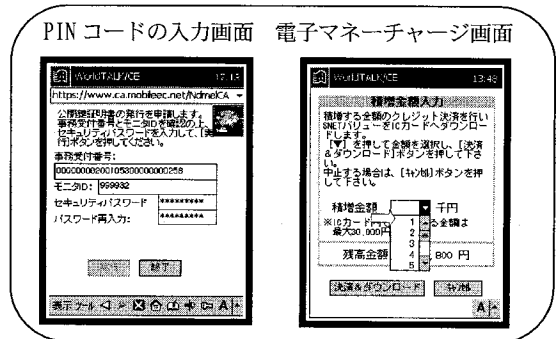 PINコードの入力画面 電子マネーチャージ画面
WorldTALK/CE 17:13
https://www.ca.mobileec.net/NdmelCA
公開鍵証明書の発行を申請します。
事務受付番号とモニタIDを確認の上、
セキュリティパスワードを入力して、[実
行]ボタンを押してください。
事務受付番号:
モニタID: 999932
セキュリティパスワード *********
パスワード再入力: *********
終了
表示 ツール
WorldTALK/CE 13:48
積増金額入力
積増する金額のクレジット決済を行い
SNETバリューをICカードへダウンロー
ドします。
[▼] を押して金額を選択し、[決済
&ダウンロード]ボタンを押して下さ
い。
中止する場合は、[キャンセル]ボタンを押
して下さい。
積増金額 千円
※ICカード る金額は
最大30,000円
1
2
3
4
5
残高金額 800 円
決済&ダウンロード キャンセル
A